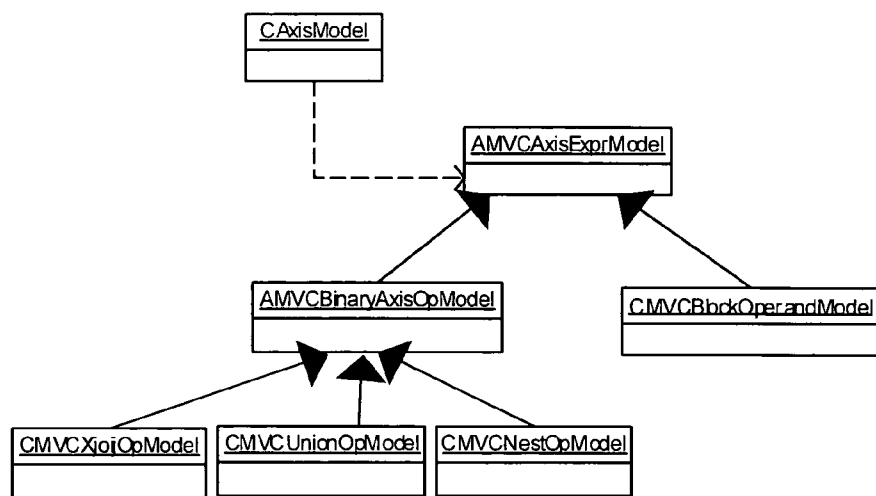 CAxisModel
AMVCAxisExprModel
AMVCBinaryAxisOpModel
CMVCBlockOperandModel
CMVCUnionOpModel
CMVCNestOpModel